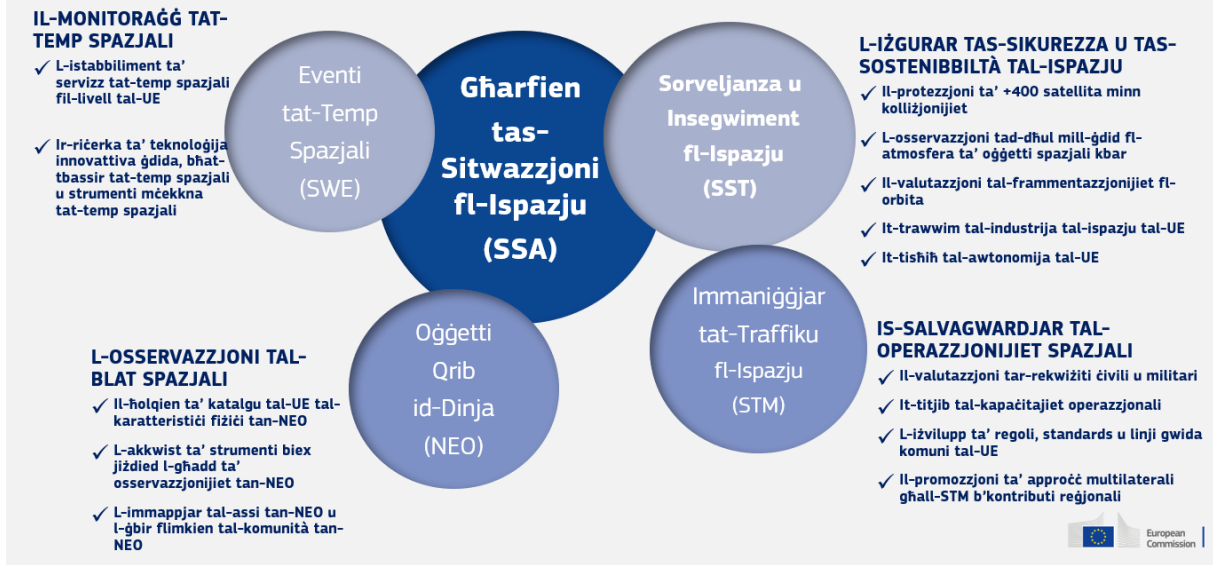 IL-MONITORAĠĠ TAT-
TEMP SPAZJALI
✓ L-istabbiliment ta’
servizz tat-temp spazjali
fil-livell tal-UE
✓ Ir-riċerka ta’ teknoloġija
innovattiva ġdida, bħat-
tbassir tat-temp spazjali
u strumenti mċekkna
tat-temp spazjali
Eventi
tat-Temp
Spazjali
(SWE)
Għarfien
tas-
Sitwazzjoni
fl-Ispazju
(SSA)
Sorveljanza u
Insegwiment
fl-Ispazju
(SST)
L-IŻGURAR TAS-SIKUREZZA U TAS-
SOSTENIBBILTÀ TAL-ISPAZJU
✓ Il-protezzjoni ta’ +400 satellita minn
kolliżjonijiet
✓ L-osservazzjoni tad-dħul mill-ġdid fl-
atmosfera ta’ oġġetti spazjali kbar
✓ Il-valutazzjoni tal-frammentazzjonijiet fl-
orbita
✓ It-trawwim tal-industrija tal-ispazju tal-UE
✓ It-tisħiħ tal-awtonomija tal-UE
L-OSSERVAZZJONI TAL-
BLAT SPAZJALI
✓ Il-ħolqien ta’ katalgu tal-UE tal-
karatteristiċi fiżiċi tan-NEO
✓ L-akkwist ta’ strumenti biex
jiżdied l-għadd ta’
osservazzjonijiet tan-NEO
✓ L-immappjar tal-assi tan-NEO u
l-ġbir flimkien tal-komunità tan-
NEO
Oġġetti
Qrib
id-Dinja
(NEO)
Immaniġġjar
tat-Traffiku
fl-Ispazju
(STM)
IS-SALVAGWARDJAR TAL-
OPERAZZJONIJIET SPAZJALI
✓ Il-valutazzjoni tar-rekwiżiti ċivili u militari
✓ It-titjib tal-kapaċitajiet operazzjonali
✓ L-iżvilupp ta’ regoli, standards u linji gwida
komuni tal-UE
✓ Il-promozzjoni ta’ approċċ multilaterali
għall-STM b’kontributi reġjonali
European
Commission